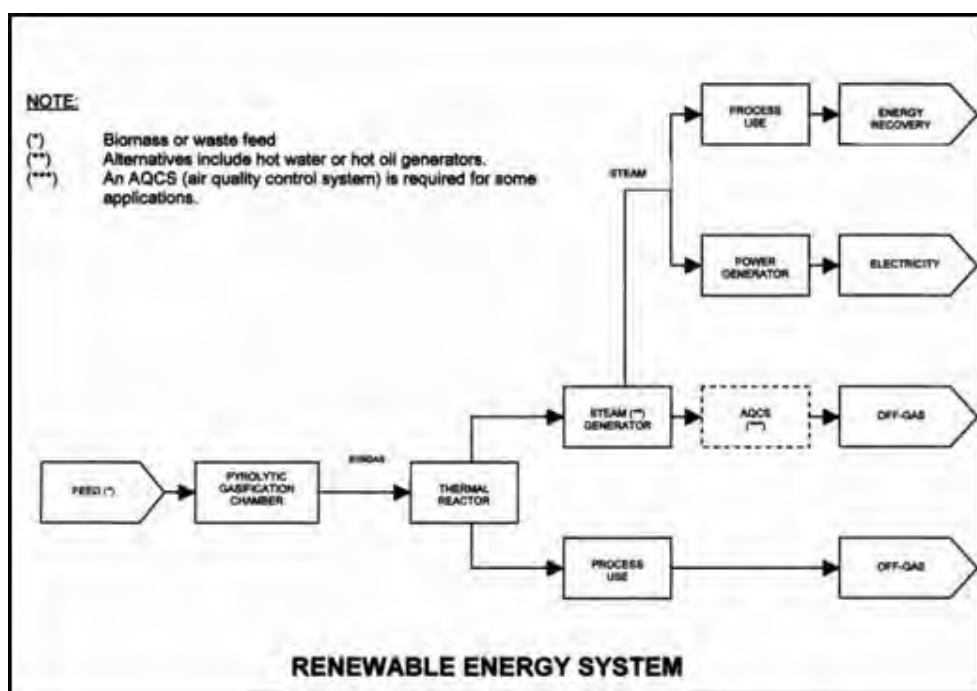 NOTE:
(*) Biomass or waste feed
(**) Alternatives include hot water or hot oil generators.
(***) An AQCS (air quality control system) is required for some
applications.
PROCESS
USE
ENERGY
RECOVERY
STEAM
POWER
GENERATOR
ELECTRICITY
STEAM (**)
GENERATOR
AQCS
(***)
OFF-GAS
SYNGAS
FEED (*)
PYROLYTIC
GASIFICATION
CHAMBER
THERMAL
REACTOR
PROCESS
USE
OFF-GAS
RENEWABLE ENERGY SYSTEM